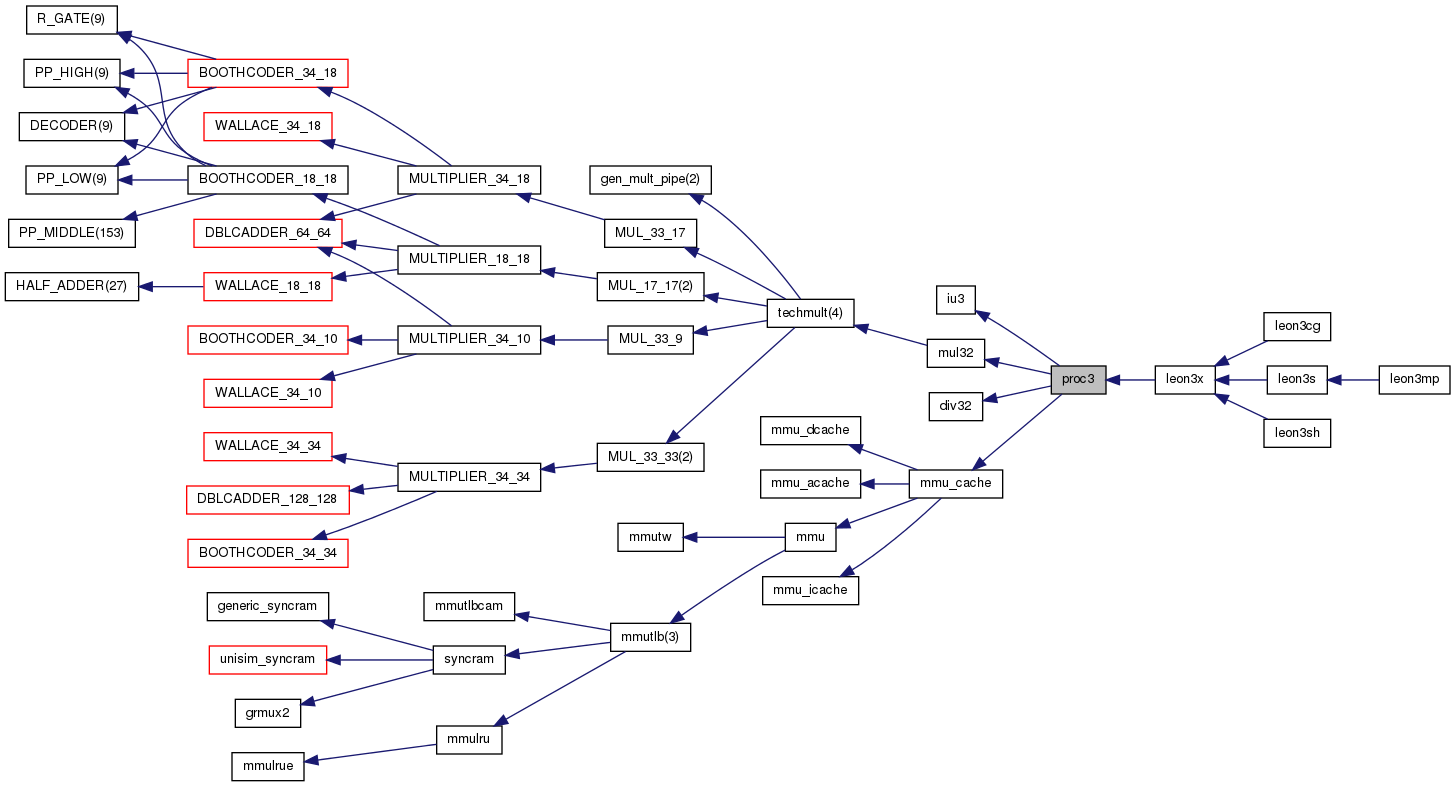 R_GATE(9)
PP_HIGH(9)
DECODER(9)
PP_LOW(9)
PP_MIDDLE(153)
HALF_ADDER(27)
BOOTHCODER_34_18
WALLACE_34_18
BOOTHCODER_18_18
DBLCADDER_64_64
WALLACE_18_18
BOOTHCODER_34_10
WALLACE_34_10
WALLACE_34_34
DBLCADDER_128_128
BOOTHCODER_34_34
generic_syncram
unisim_syncram
grmux2
mmulrue
MULTIPLIER_34_18
MULTIPLIER_18_18
MULTIPLIER_34_10
MULTIPLIER_34_34
mmutlbcam
syncram
mmulru
gen_mult_pipe(2)
MUL_33_17
MUL_17_17(2)
MUL_33_9
MUL_33_33(2)
mmutw
mmutlb(3)
techmult(4)
mmu_dcache
mmu_acache
mmu
mmu_icache
iu3
mul32
div32
mmu_cache
proc3
leon3x
leon3cg
leon3s
leon3sh
leon3mp